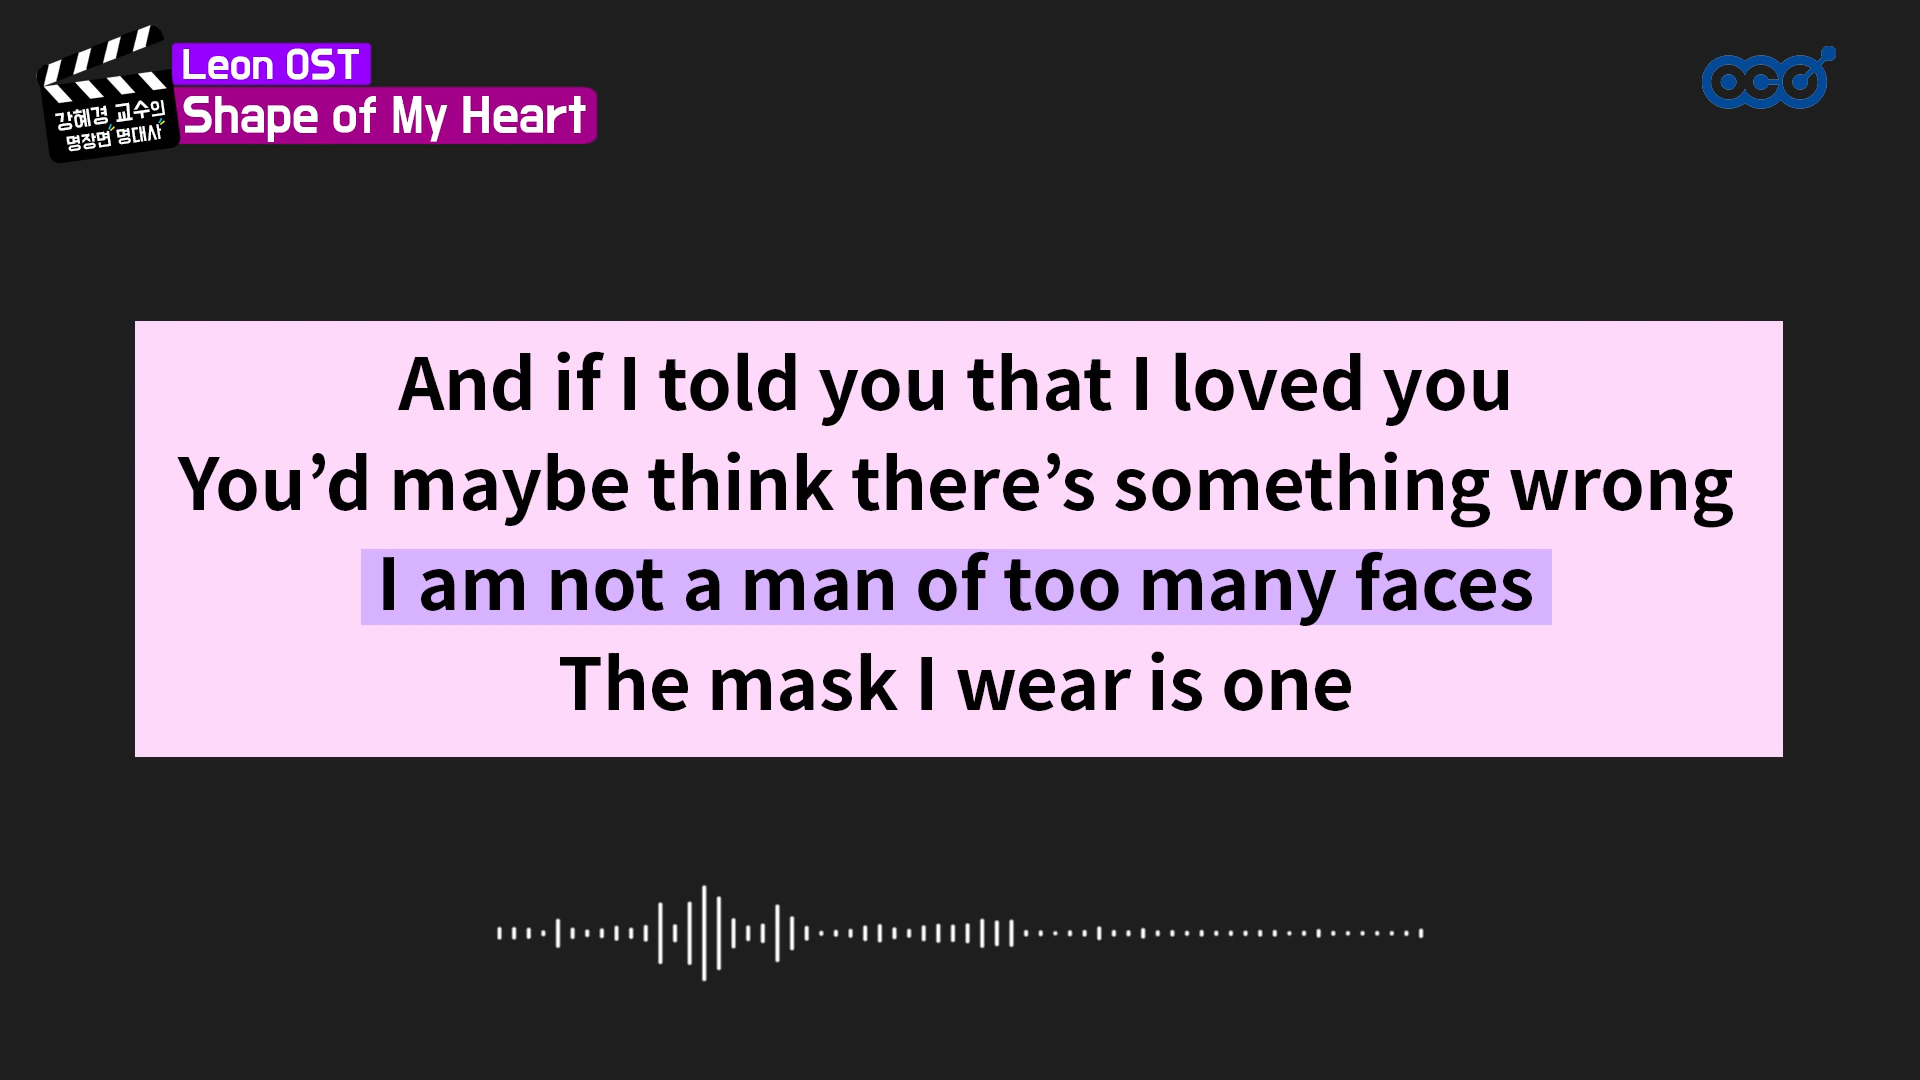 강혜경 교수의
명장면 명대사
Leon OST
Shape of My Heart
oco
And if I told you that I loved you
You’d maybe think there’s something wrong
I am not a man of too many faces
The mask I wear is one